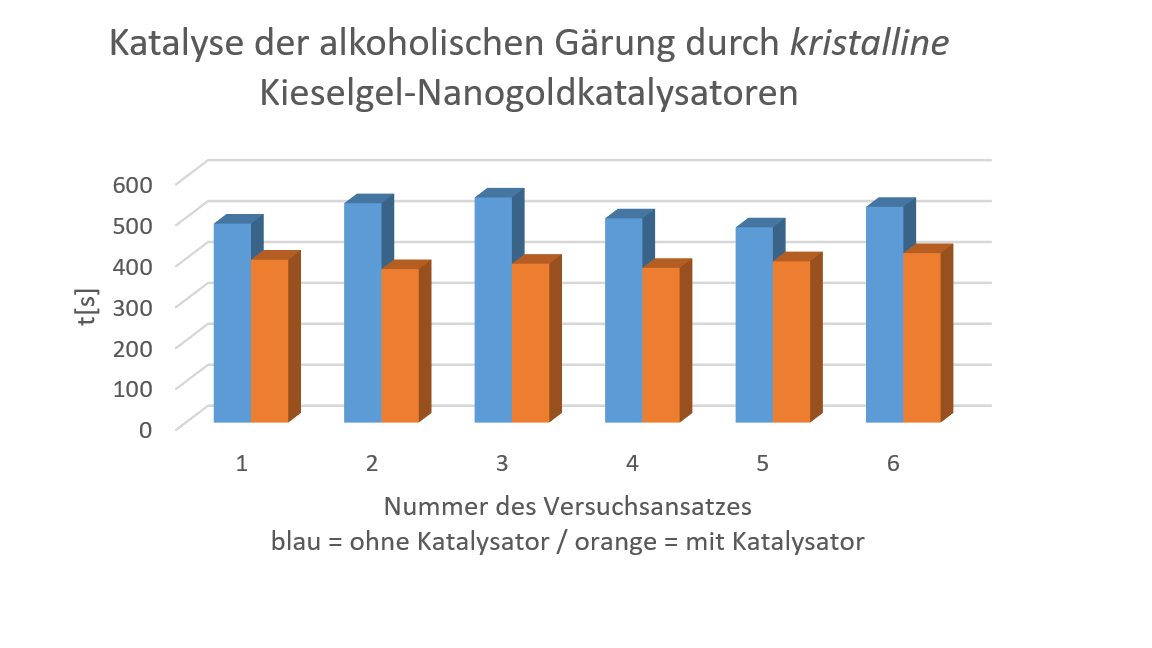 Katalyse der alkoholischen Gärung durch kristalline
Kieselgel-Nanogoldkatalysatoren
600
500
400
300
200
100
0
t[s]
1 2 3 4 5 6
Nummer des Versuchsansatzes
blau = ohne Katalysator / orange = mit Katalysator